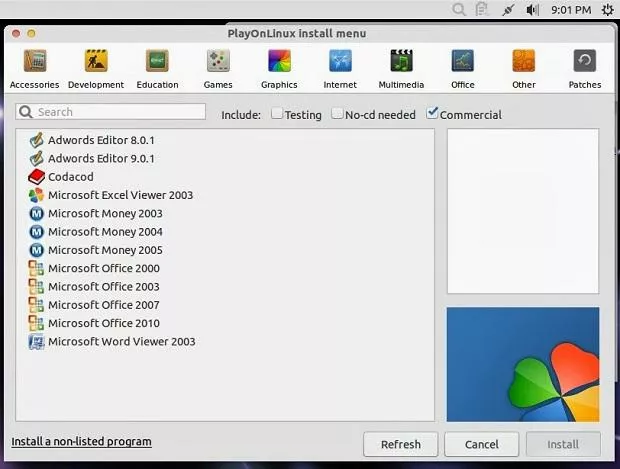 9:01 PM
PlayOnLinux install menu
Accessories Development Education Games Graphics Internet Multimedia Office Other Patches
Search Include: Testing No-cd needed Commercial
Adwords Editor 8.0.1
Adwords Editor 9.0.1
Codacod
Microsoft Excel Viewer 2003
Microsoft Money 2003
Microsoft Money 2004
Microsoft Money 2005
Microsoft Office 2000
Microsoft Office 2003
Microsoft Office 2007
Microsoft Office 2010
Microsoft Word Viewer 2003
Install a non-listed program
Refresh Cancel Install